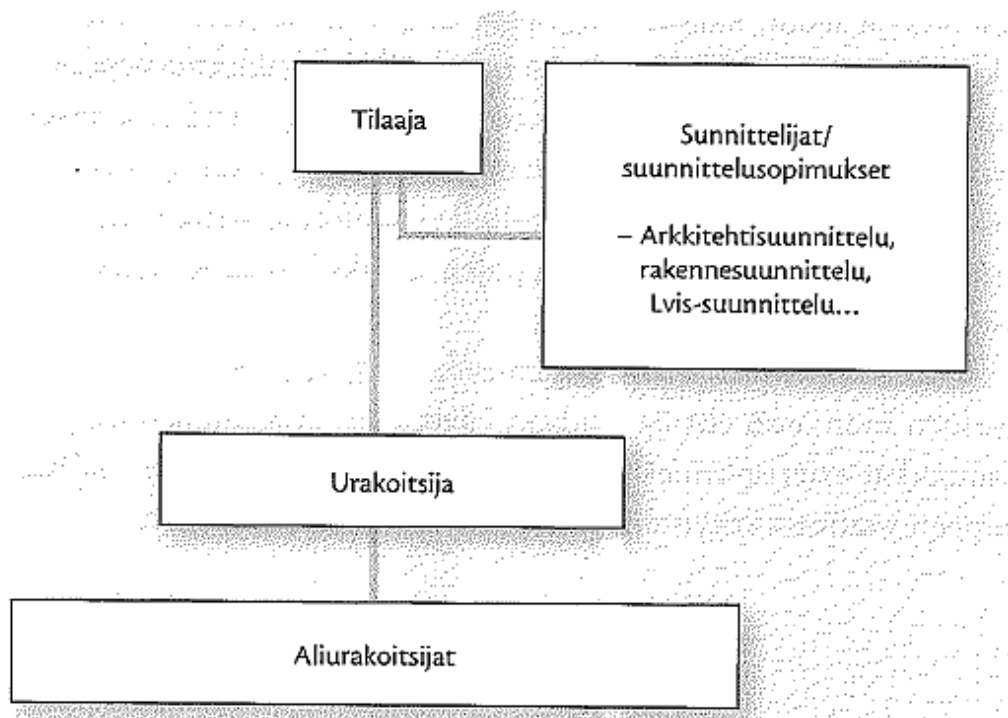 Tilaaja
Sunnittelijat/
suunnittelusopimukset
– Arkkitehtisuunnittelu,
rakennesuunnittelu,
Lvis-suunnittelu...
Urakoitsija
Aliurakoitsijat